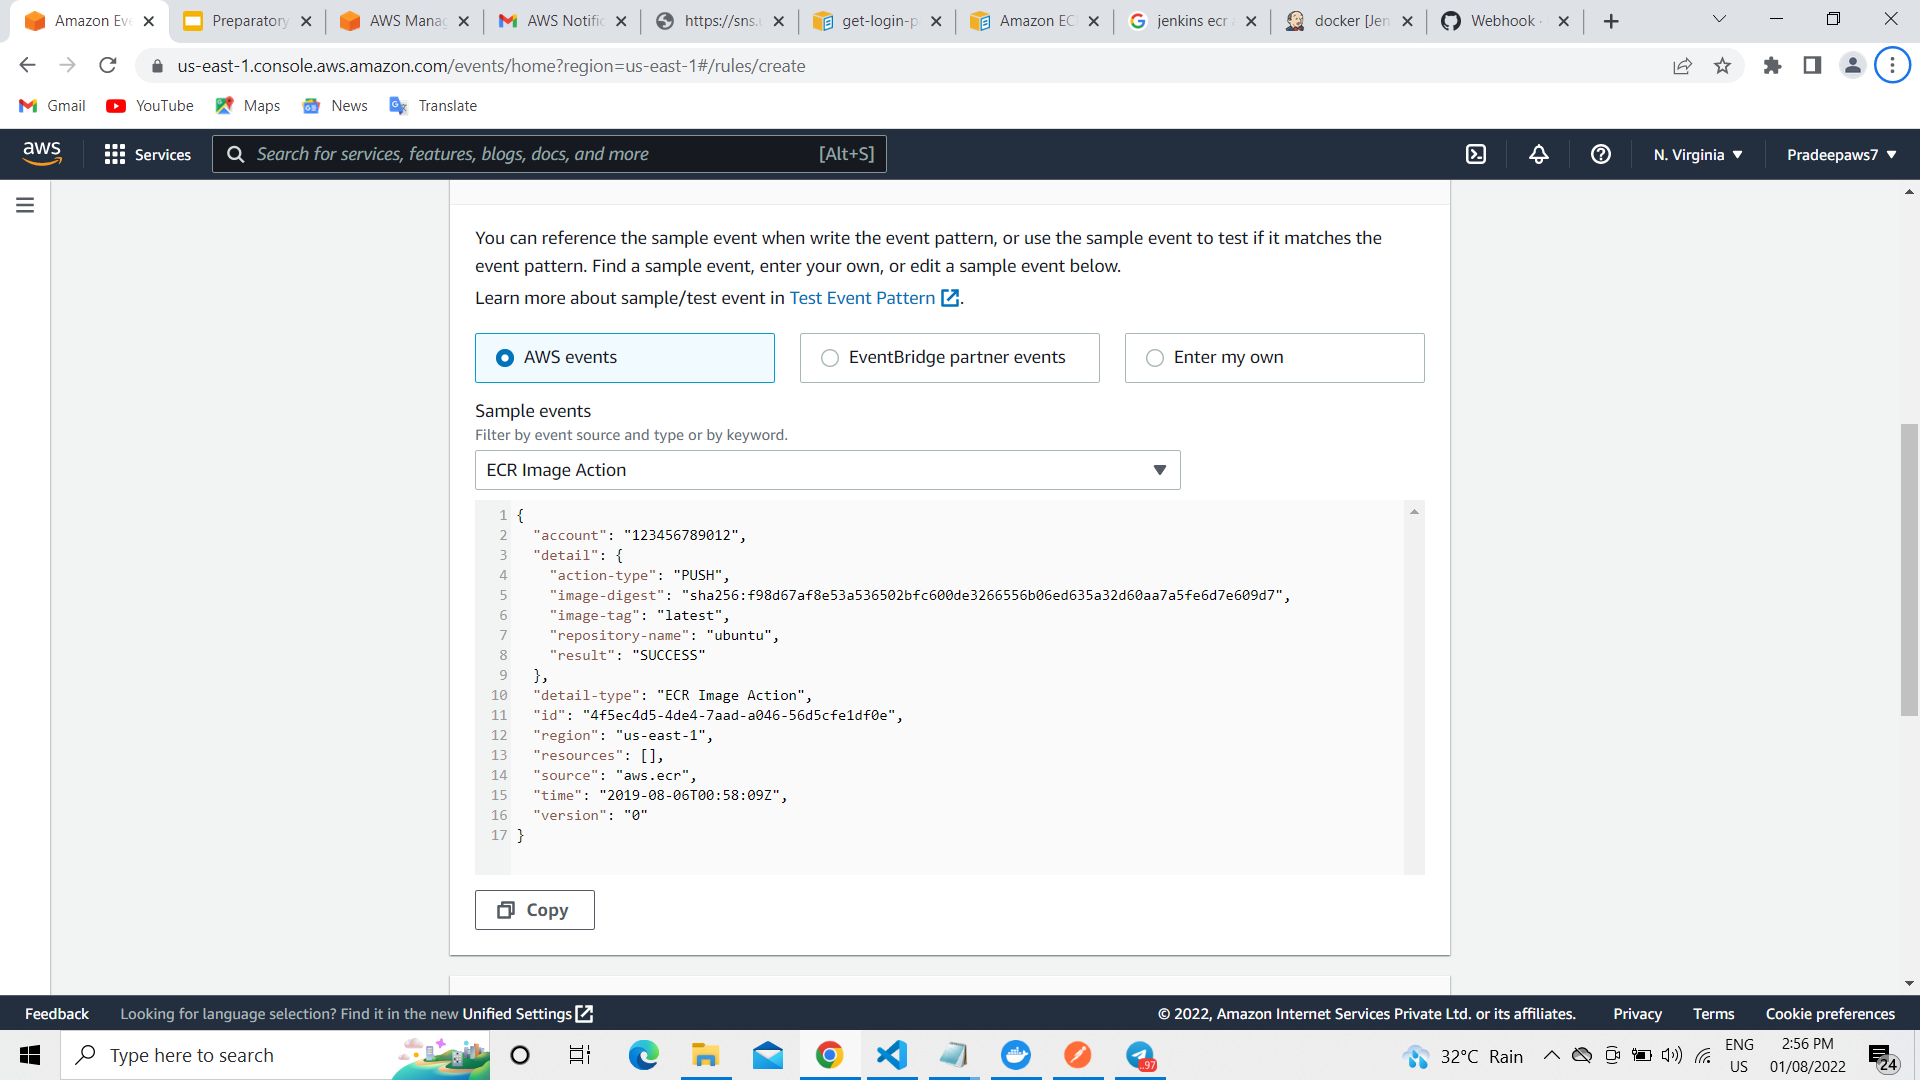 Amazon Eve
Preparatory
AWS Manag
AWS Notific
https://sns.u
get-login-p
Amazon EC
jenkins ecr a
docker [Jen
Webhook ·
us-east-1.console.aws.amazon.com/events/home?region=us-east-1#/rules/create
Gmail
YouTube
Maps
News
Translate
aws
Services
Search for services, features, blogs, docs, and more
[Alt+S]
N. Virginia
Pradeepaws7
You can reference the sample event when write the event pattern, or use the sample event to test if it matches the
event pattern. Find a sample event, enter your own, or edit a sample event below.
Learn more about sample/test event in Test Event Pattern.
AWS events
EventBridge partner events
Enter my own
Sample events
Filter by event source and type or by keyword.
ECR Image Action
1 {
2 "account": "123456789012",
3 "detail": {
4 "action-type": "PUSH",
5 "image-digest": "sha256:f98d67af8e53a536502bfc600de3266556b06ed635a32d60aa7a5fe6d7e609d7",
6 "image-tag": "latest",
7 "repository-name": "ubuntu",
8 "result": "SUCCESS"
9 },
10 "detail-type": "ECR Image Action",
11 "id": "4f5ec4d5-4de4-7aad-a046-56d5cfe1df0e",
12 "region": "us-east-1",
13 "resources": [],
14 "source": "aws.ecr",
15 "time": "2019-08-06T00:58:09Z",
16 "version": "0"
17 }
Copy
Feedback
Looking for language selection? Find it in the new Unified Settings
© 2022, Amazon Internet Services Private Ltd. or its affiliates.
Privacy
Terms
Cookie preferences
Type here to search
97
32°C Rain
ENG
US
2:56 PM
01/08/2022
24